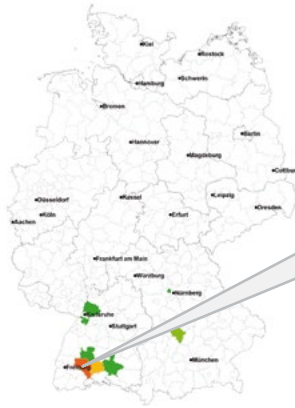 Kiel
Rostock
Hamburg
Schwerin
Bremen
Berlin
Hannover
Magdeburg
Cottbus
Düsseldorf
Kassel
Leipzig
Köln
Erfurt
Dresden
Aachen
Frankfurt am Main
Würzburg
Nürnberg
Karlsruhe
Stuttgart
München